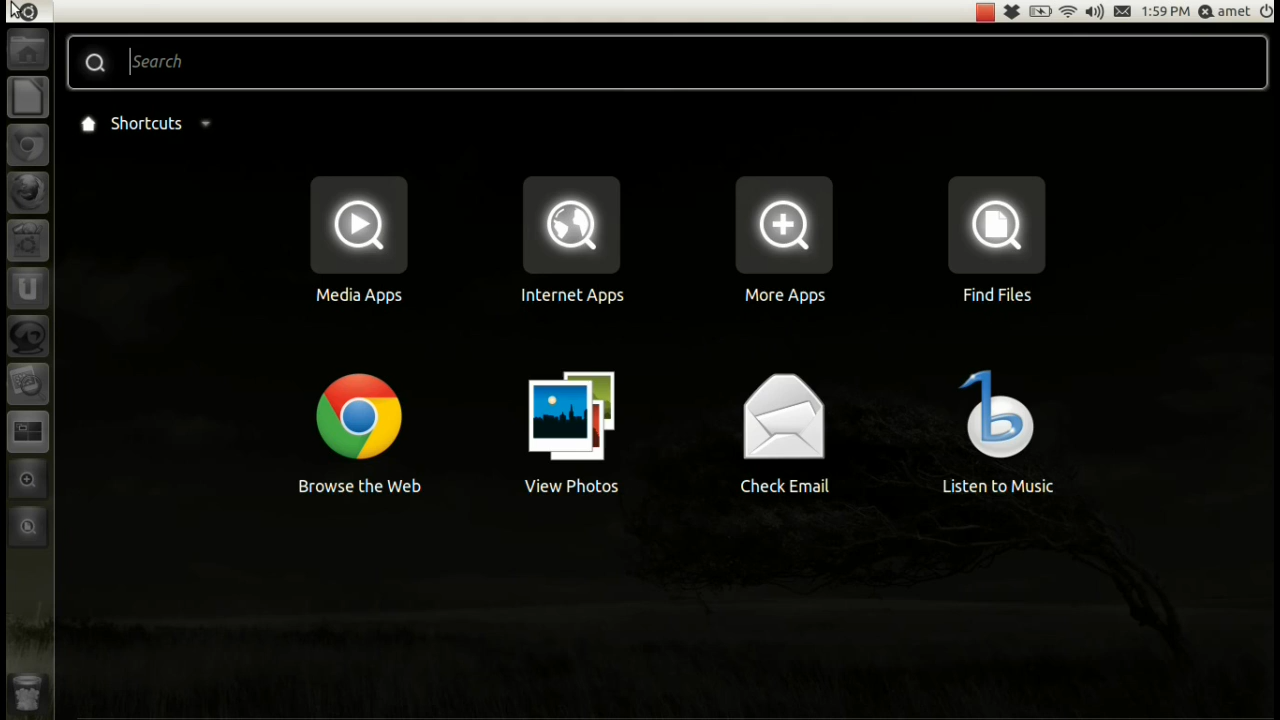 1:59 PM amet
Search
Shortcuts
Media Apps
Internet Apps
More Apps
Find Files
Browse the Web
View Photos
Check Email
Listen to Music